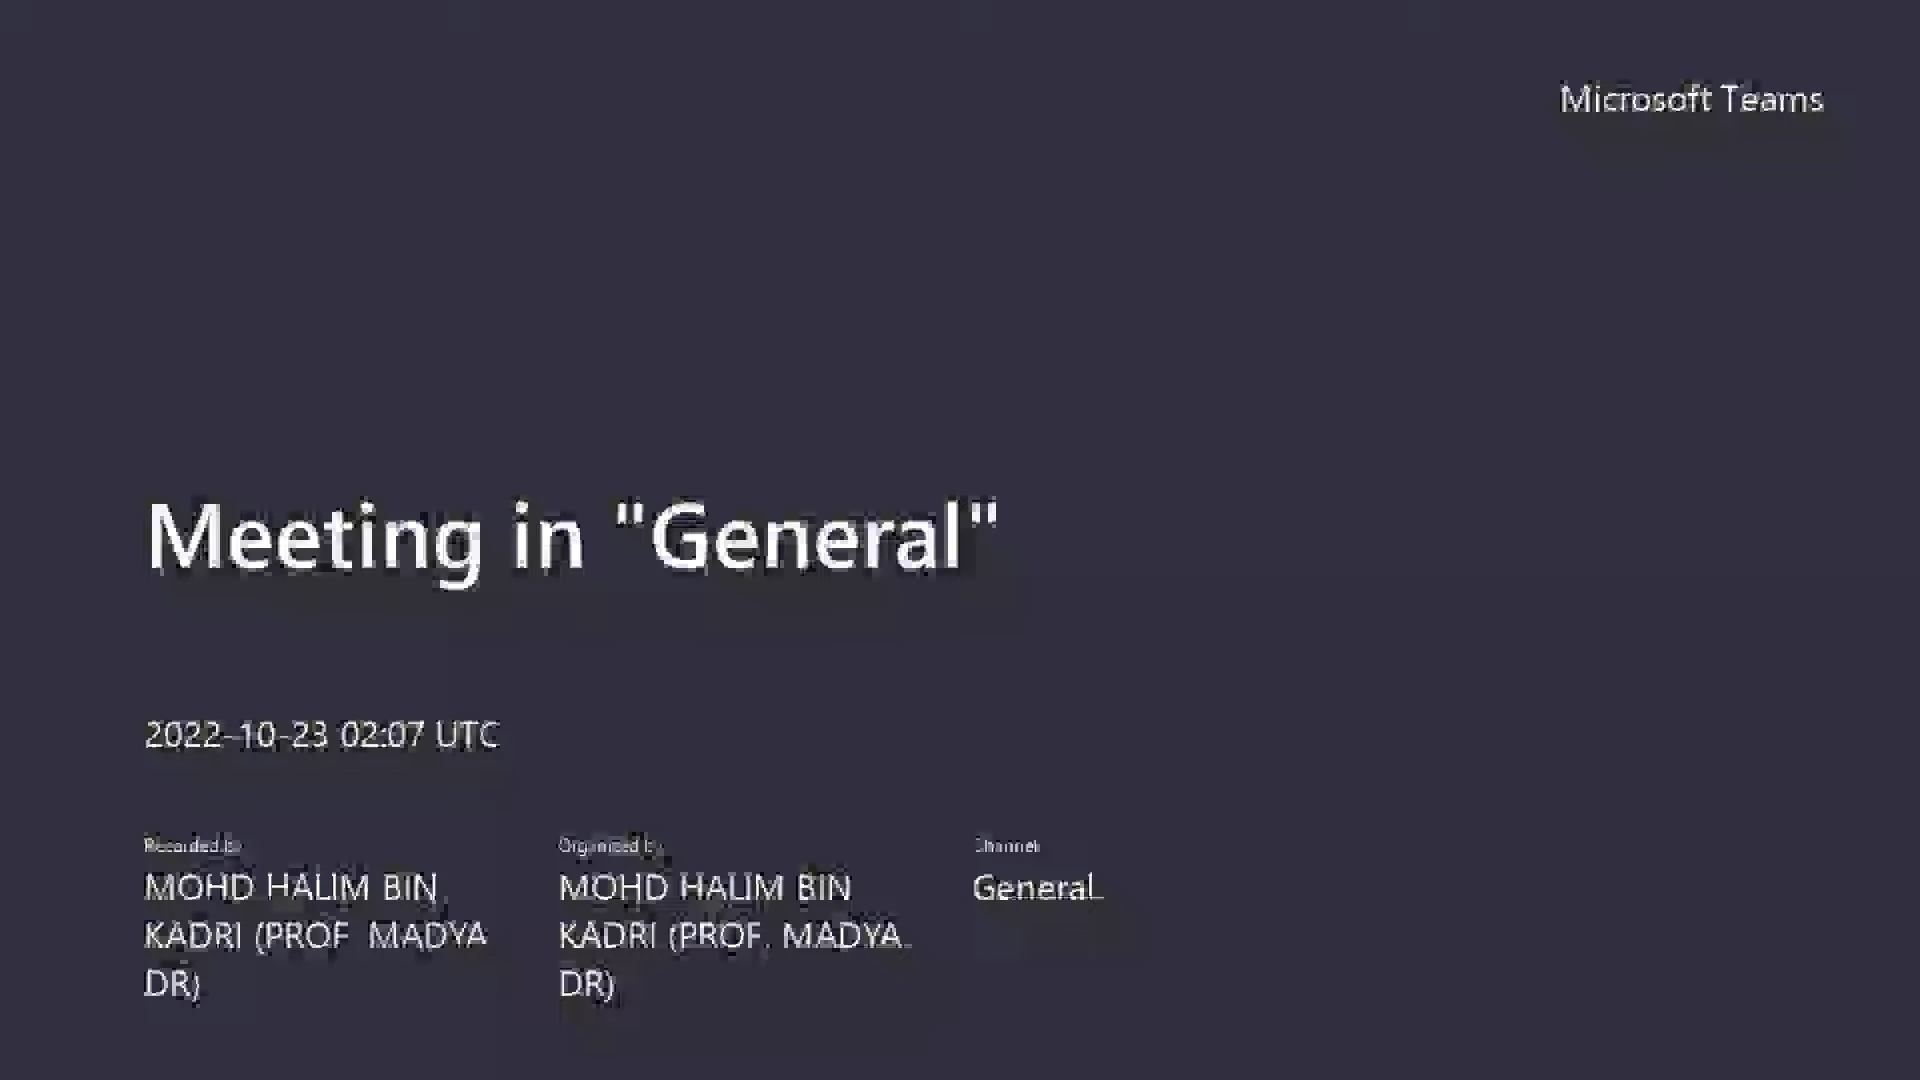 Microsoft Teams
Meeting in "General"
2022-10-23 02:07 UTC
Recorded by
MOHD HALIM BIN
KADRI (PROF. MADYA
DR)
Organized by
MOHD HALIM BIN
KADRI (PROF. MADYA.
DR)
Channel
General